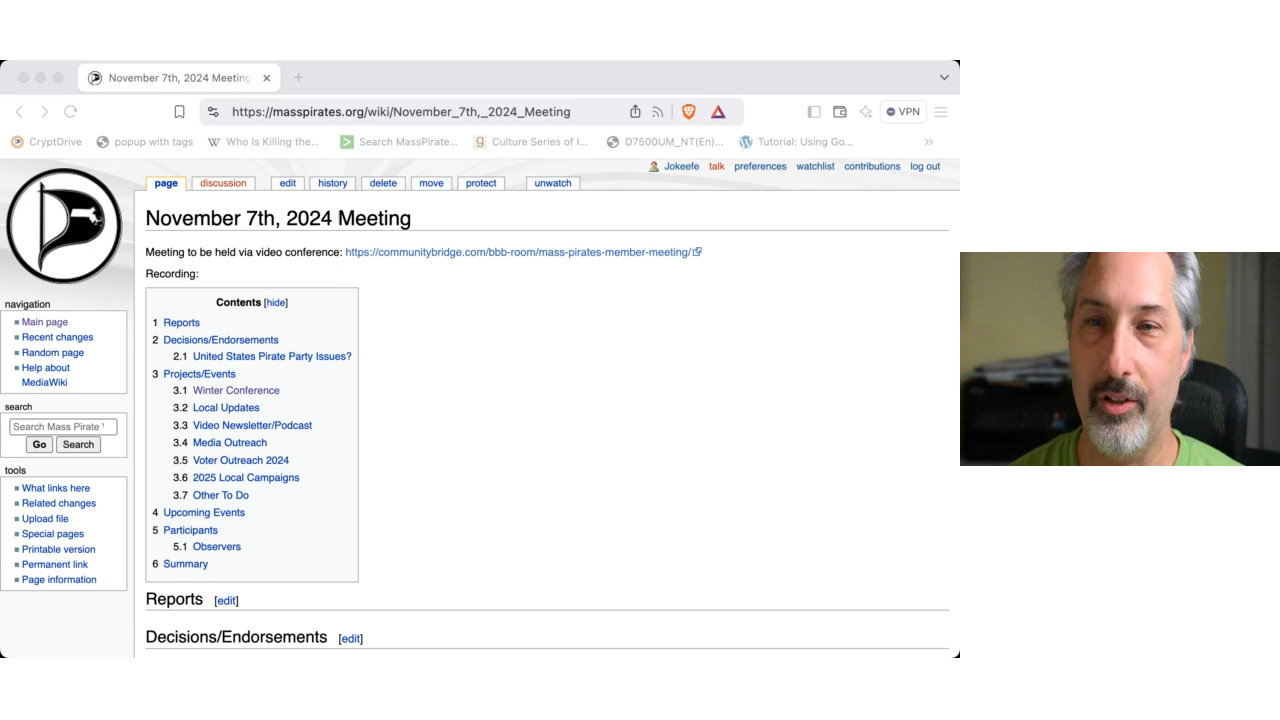 November 7th, 2024 Meeting
https://masspirates.org/wiki/November_7th,_2024_Meeting
VPN
CryptDrive
popup with tags
Who Is Killing the...
Search MassPirate...
Culture Series of I...
D7500UM_NT(En)...
Tutorial: Using Go...
Jokeefe talk preferences watchlist contributions log out
page discussion edit history delete move protect unwatch
November 7th, 2024 Meeting
Meeting to be held via video conference: https://communitybridge.com/bbb-room/mass-pirates-member-meeting/
Recording:
Contents [hide]
1 Reports
2 Decisions/Endorsements
2.1 United States Pirate Party Issues?
3 Projects/Events
3.1 Winter Conference
3.2 Local Updates
3.3 Video Newsletter/Podcast
3.4 Media Outreach
3.5 Voter Outreach 2024
3.6 2025 Local Campaigns
3.7 Other To Do
4 Upcoming Events
5 Participants
5.1 Observers
6 Summary
Reports [edit]
Decisions/Endorsements [edit]
navigation
Main page
Recent changes
Random page
Help about
MediaWiki
search
Search Mass Pirate
Go Search
tools
What links here
Related changes
Upload file
Special pages
Printable version
Permanent link
Page information